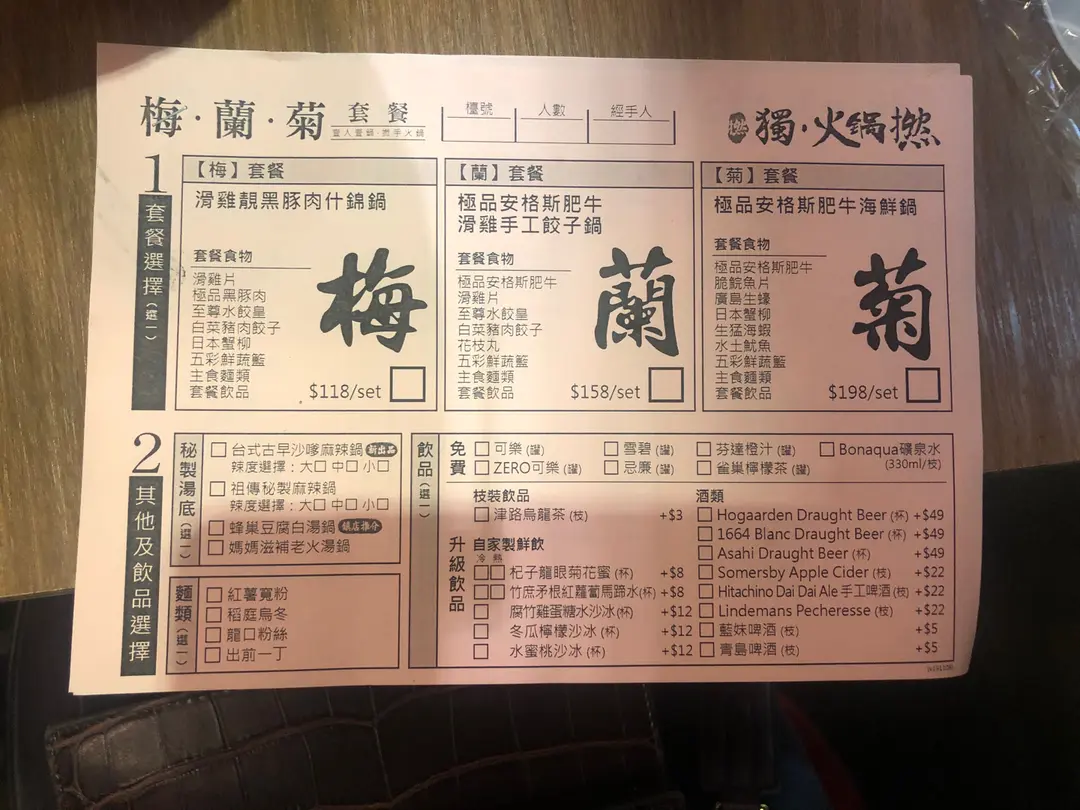 梅·蘭·菊 套餐
壹人壹鍋·撚手火鍋
檯號 人數 經手人
獨·火鍋撚
1 套餐選擇(選一)
【梅】套餐
滑雞靚黑豚肉什錦鍋
套餐食物
滑雞片
極品黑豚肉
至尊水餃皇
白菜豬肉餃子
日本蟹柳
五彩鮮蔬籃
主食麵類
套餐飲品
梅
$118/set
【蘭】套餐
極品安格斯肥牛
滑雞手工餃子鍋
套餐食物
極品安格斯肥牛
滑雞片
至尊水餃皇
白菜豬肉餃子
花枝丸
五彩鮮蔬籃
主食麵類
套餐飲品
蘭
$158/set
【菊】套餐
極品安格斯肥牛海鮮鍋
套餐食物
極品安格斯肥牛
脆鯇魚片
廣島生蠔
日本蟹柳
生猛海蝦
水土魷魚
五彩鮮蔬籃
主食麵類
套餐飲品
菊
$198/set
2 其他及飲品選擇
秘製湯底(選一)
台式古早沙嗲麻辣鍋 新出品
辣度選擇：大□ 中□ 小□
祖傳秘製麻辣鍋
辣度選擇：大□ 中□ 小□
蜂巢豆腐白湯鍋 鎮店推介
媽媽滋補老火湯鍋
麵類(選一)
紅薯寬粉
稻庭烏冬
龍口粉絲
出前一丁
飲品(選一)
免費
可樂 (罐) 雪碧 (罐) 芬達橙汁 (罐) Bonaqua礦泉水
(330ml/枝)
ZERO可樂 (罐) 忌廉 (罐) 雀巢檸檬茶 (罐)
升級飲品
枝裝飲品
津路烏龍茶 (枝) +$3
自家製鮮飲
冷 熱
杞子龍眼菊花蜜 (杯) +$8
竹庶矛根紅蘿蔔馬蹄水(杯) +$8
腐竹雞蛋糖水沙冰(杯) +$12
冬瓜檸檬沙冰 (杯) +$12
水蜜桃沙冰 (杯) +$12
酒類
Hogaarden Draught Beer (杯) +$49
1664 Blanc Draught Beer (杯) +$49
Asahi Draught Beer (杯) +$49
Somersby Apple Cider (枝) +$22
Hitachino Dai Dai Ale 手工啤酒 (枝) +$22
Lindemans Pecheresse (枝) +$22
藍妹啤酒 (枝) +$5
青島啤酒 (枝) +$5